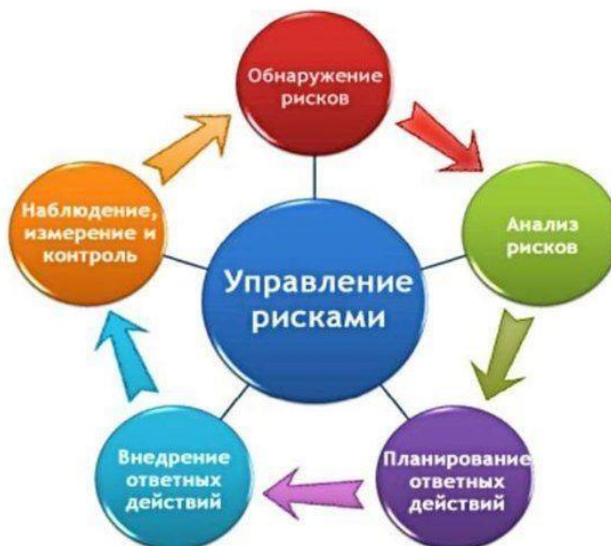 Обнаружение
рисков
Анализ
рисков
Планирование
ответных
действий
Внедрение
ответных
действий
Наблюдение,
измерение и
контроль
Управление
рисками